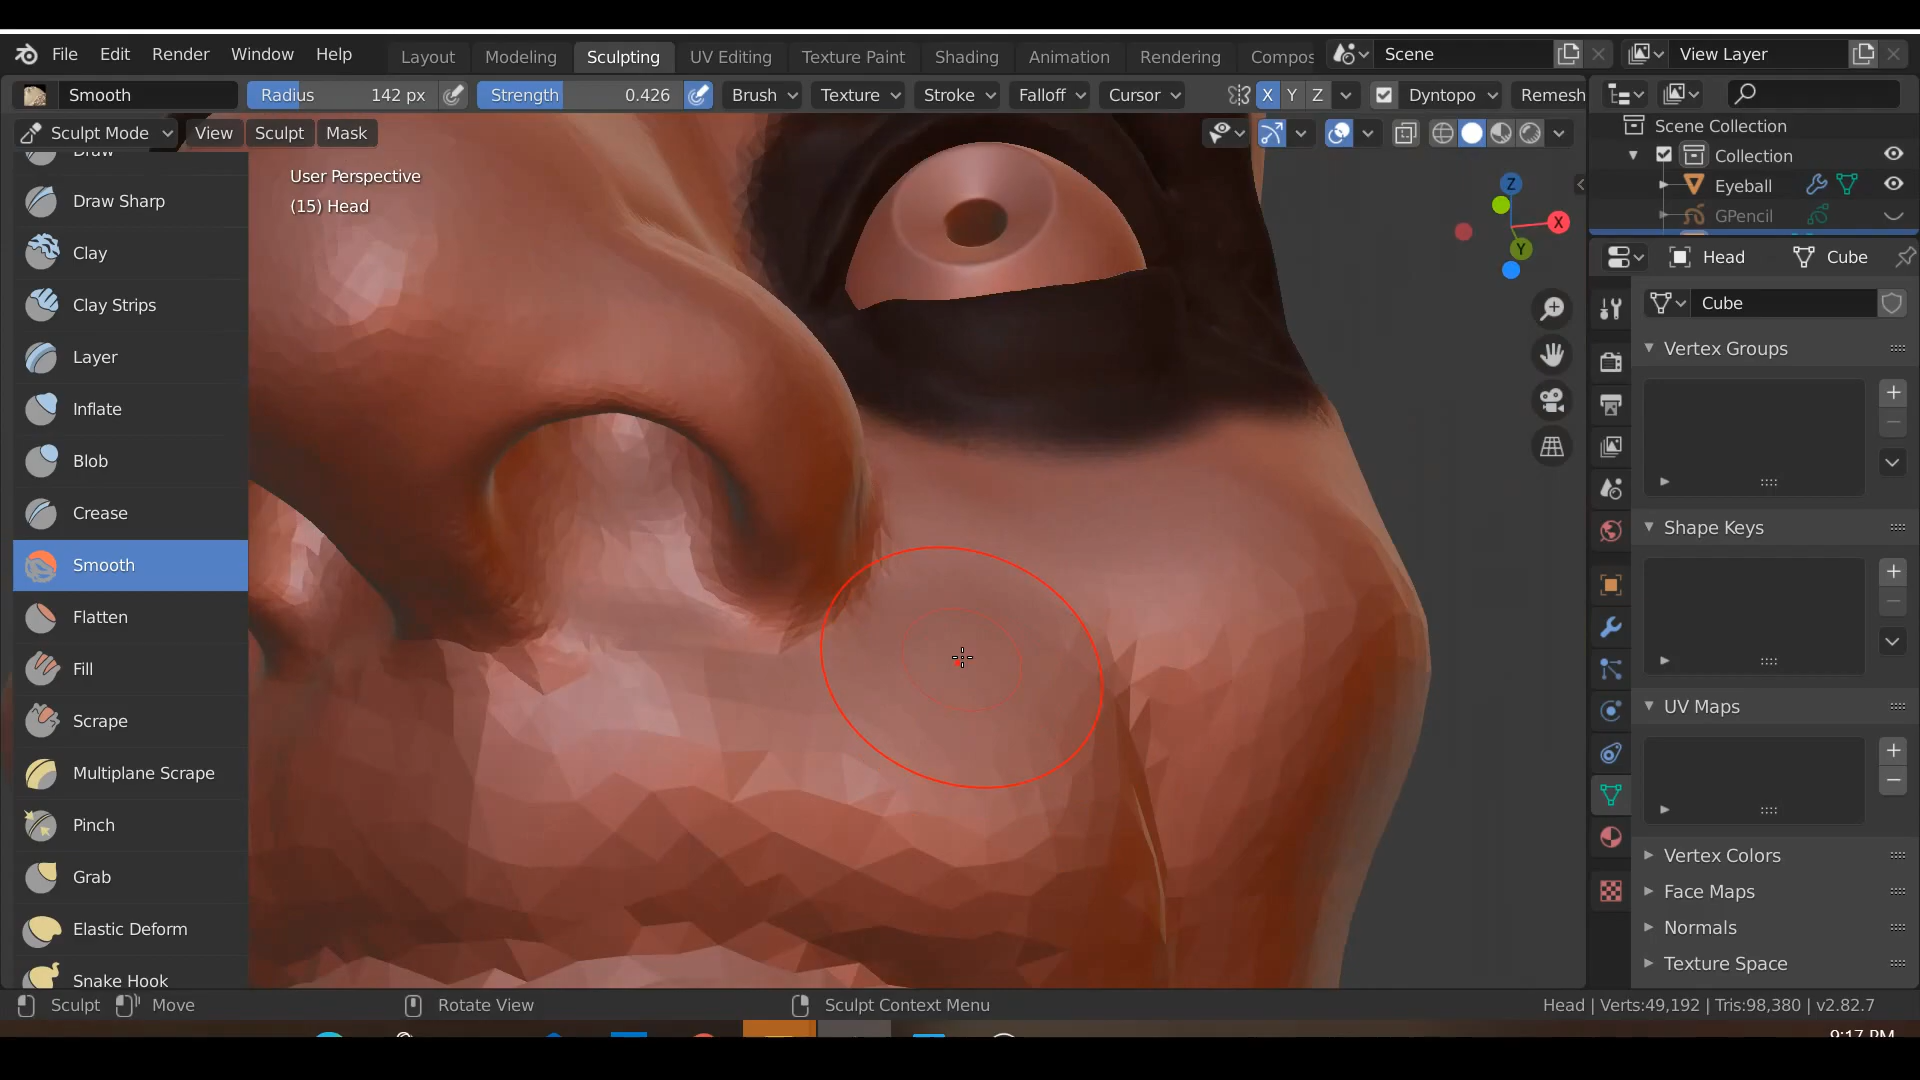 File Edit Render Window Help Layout Modeling Sculpting UV Editing Texture Paint Shading Animation Rendering Compos Scene View Layer
Smooth Radius 142 px Strength 0.426 Brush Texture Stroke Falloff Cursor X Y Z Dyntopo Remesh
Sculpt Mode View Sculpt Mask
Scene Collection
Collection
Eyeball
GPencil
User Perspective
(15) Head
Z
X
Y
Draw
Draw Sharp
Clay
Clay Strips
Layer
Inflate
Blob
Crease
Smooth
Flatten
Fill
Scrape
Multiplane Scrape
Pinch
Grab
Elastic Deform
Snake Hook
Head Cube
Cube
Vertex Groups
Shape Keys
UV Maps
Vertex Colors
Face Maps
Normals
Texture Space
Sculpt Move Rotate View Sculpt Context Menu Head | Verts:49,192 | Tris:98,380 | v2.82.7
9:17 PM